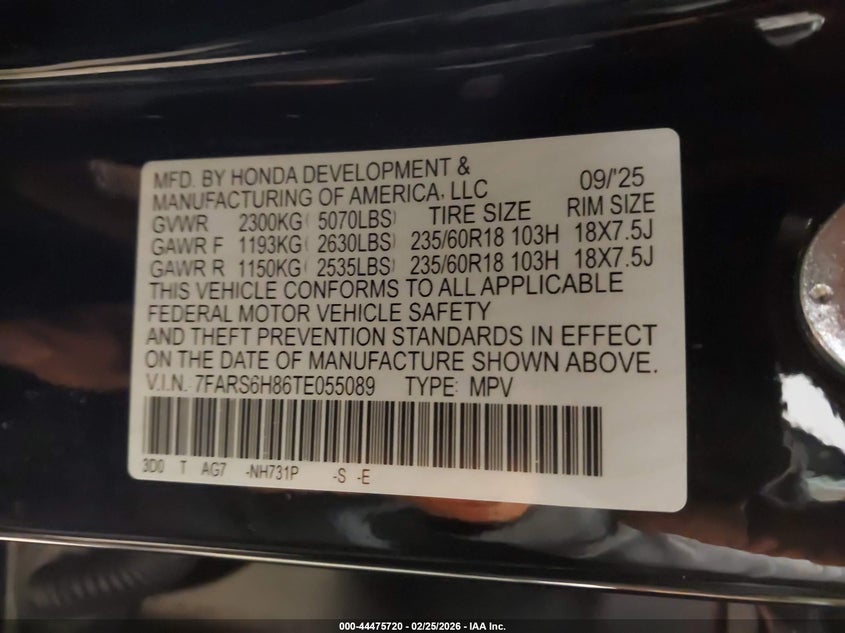 MFD. BY HONDA DEVELOPMENT &
MANUFACTURING OF AMERICA, LLC 09/'25
GVWR 2300KG( 5070LBS) TIRE SIZE RIM SIZE
GAWR F 1193KG( 2630LBS) 235/60R18 103H 18X7.5J
GAWR R 1150KG( 2535LBS) 235/60R18 103H 18X7.5J
THIS VEHICLE CONFORMS TO ALL APPLICABLE
FEDERAL MOTOR VEHICLE SAFETY
AND THEFT PREVENTION STANDARDS IN EFFECT
ON THE DATE OF MANUFACTURE SHOWN ABOVE.
V.I.N.: 7FARS6H86TE055089 TYPE: MPV
3D0 T AG7 -NH731P -S -E
000-44475720 - 02/25/2026 - IAA Inc.